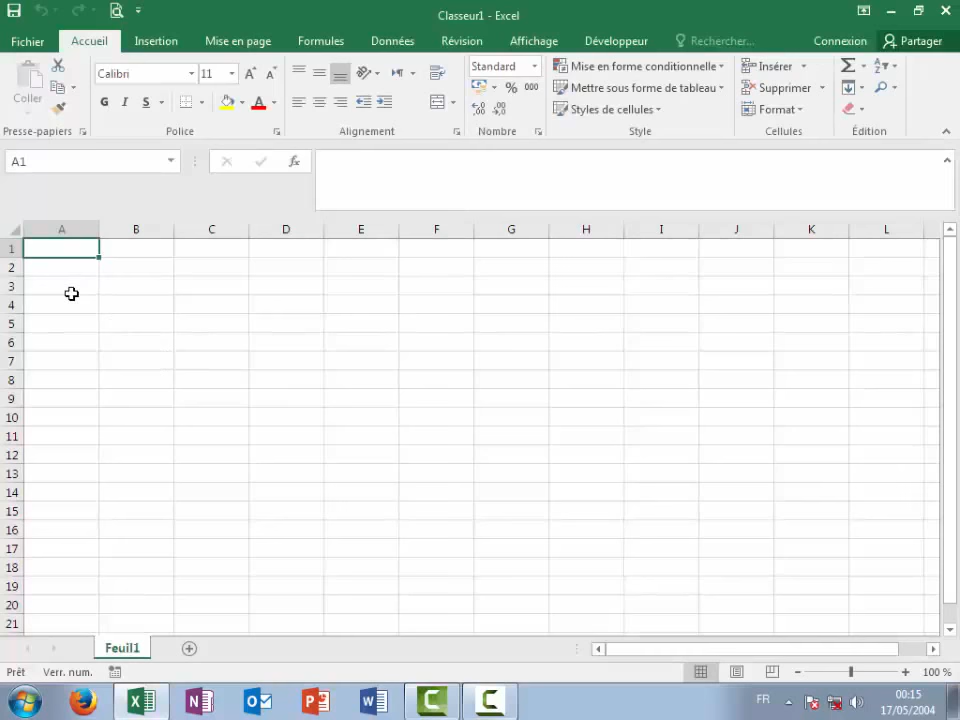 Classeur1 - Excel
Fichier Accueil Insertion Mise en page Formules Données Révision Affichage Développeur Rechercher... Connexion Partager
Coller
Calibri 11
G I S
Standard
% 000
Mise en forme conditionnelle
Mettre sous forme de tableau
Styles de cellules
Insérer
Supprimer
Format
Presse-papiers Police Alignement Nombre Style Cellules Édition
A1 fx
A B C D E F G H I J K L
1
2
3
4
5
6
7
8
9
10
11
12
13
14
15
16
17
18
19
20
21
Feuil1
Prêt Verr. num. 100 %
FR 00:15
17/05/2004